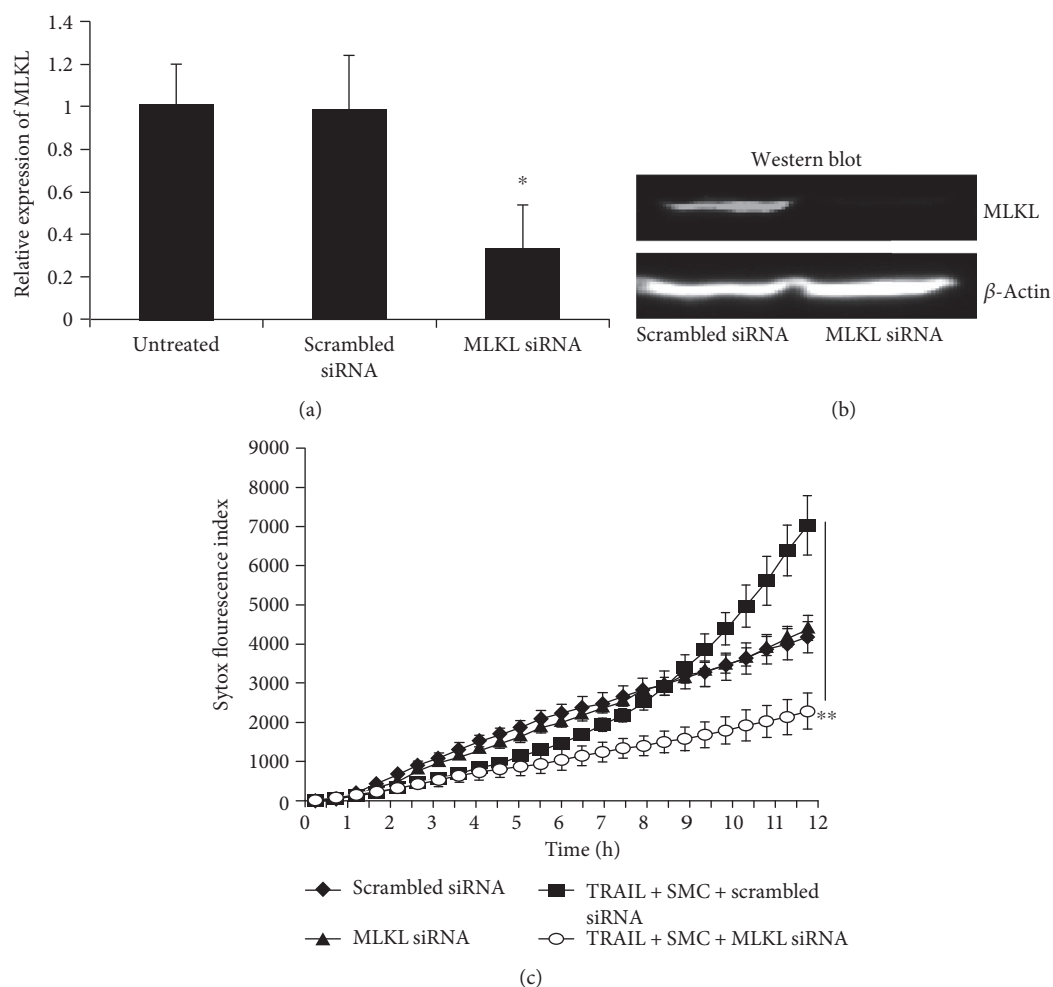 1.4
1.2
1
0.8
0.6
0.4
0.2
0
Relative expression of MLKL
*
Untreated
Scrambled
siRNA
MLKL siRNA
(a)
Western blot
MLKL
β-Actin
Scrambled siRNA
MLKL siRNA
(b)
9000
8000
7000
6000
5000
4000
3000
2000
1000
0
Sytox flourescence index
**
0 1 2 3 4 5 6 7 8 9 10 11 12
Time (h)
Scrambled siRNA
MLKL siRNA
TRAIL + SMC + scrambled
siRNA
TRAIL + SMC + MLKL siRNA
(c)